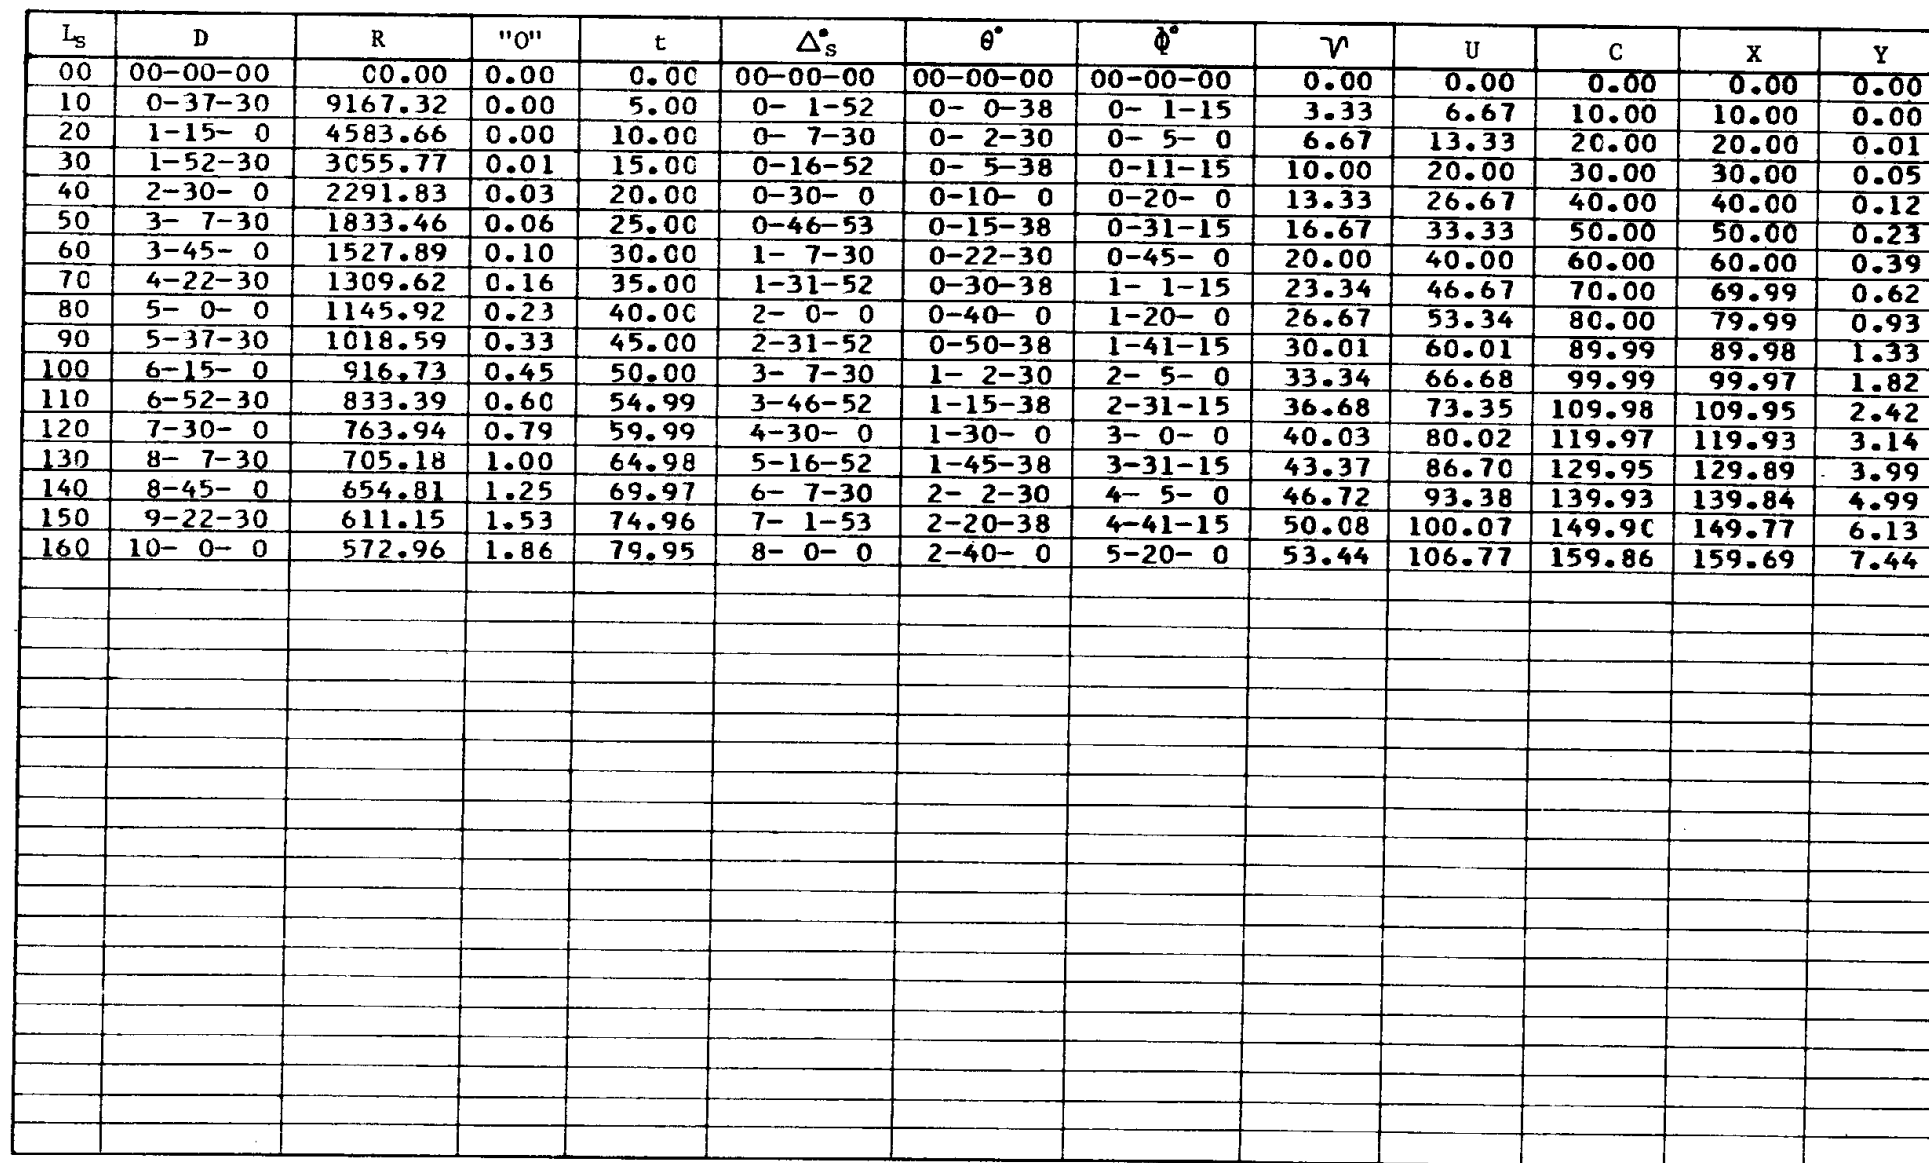 Ls D R "O" t Δ°s θ° Φ° V U C X Y
00 00-00-00 00.00 0.00 0.00 00-00-00 00-00-00 00-00-00 0.00 0.00 0.00 0.00 0.00
10 0-37-30 9167.32 0.00 5.00 0- 1-52 0- 0-38 0- 1-15 3.33 6.67 10.00 10.00 0.00
20 1-15- 0 4583.66 0.00 10.00 0- 7-30 0- 2-30 0- 5- 0 6.67 13.33 20.00 20.00 0.01
30 1-52-30 3055.77 0.01 15.00 0-16-52 0- 5-38 0-11-15 10.00 20.00 30.00 30.00 0.05
40 2-30- 0 2291.83 0.03 20.00 0-30- 0 0-10- 0 0-20- 0 13.33 26.67 40.00 40.00 0.12
50 3- 7-30 1833.46 0.06 25.00 0-46-53 0-15-38 0-31-15 16.67 33.33 50.00 50.00 0.23
60 3-45- 0 1527.89 0.10 30.00 1- 7-30 0-22-30 0-45- 0 20.00 40.00 60.00 60.00 0.39
70 4-22-30 1309.62 0.16 35.00 1-31-52 0-30-38 1- 1-15 23.34 46.67 70.00 69.99 0.62
80 5- 0- 0 1145.92 0.23 40.00 2- 0- 0 0-40- 0 1-20- 0 26.67 53.34 80.00 79.99 0.93
90 5-37-30 1018.59 0.33 45.00 2-31-52 0-50-38 1-41-15 30.01 60.01 89.99 89.98 1.33
100 6-15- 0 916.73 0.45 50.00 3- 7-30 1- 2-30 2- 5- 0 33.34 66.68 99.99 99.97 1.82
110 6-52-30 833.39 0.60 54.99 3-46-52 1-15-38 2-31-15 36.68 73.35 109.98 109.95 2.42
120 7-30- 0 763.94 0.79 59.99 4-30- 0 1-30- 0 3- 0- 0 40.03 80.02 119.97 119.93 3.14
130 8- 7-30 705.18 1.00 64.98 5-16-52 1-45-38 3-31-15 43.37 86.70 129.95 129.89 3.99
140 8-45- 0 654.81 1.25 69.97 6- 7-30 2- 2-30 4- 5- 0 46.72 93.38 139.93 139.84 4.99
150 9-22-30 611.15 1.53 74.96 7- 1-53 2-20-38 4-41-15 50.08 100.07 149.90 149.77 6.13
160 10- 0- 0 572.96 1.86 79.95 8- 0- 0 2-40- 0 5-20- 0 53.44 106.77 159.86 159.69 7.44